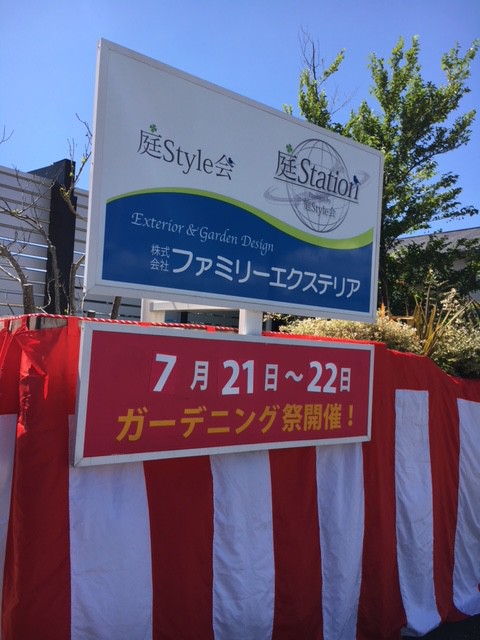 庭Style会
庭Station
庭Style会
Exterior & Garden Design
株式会社 ファミリーエクステリア
7月21日～22日
ガーデニング祭開催！